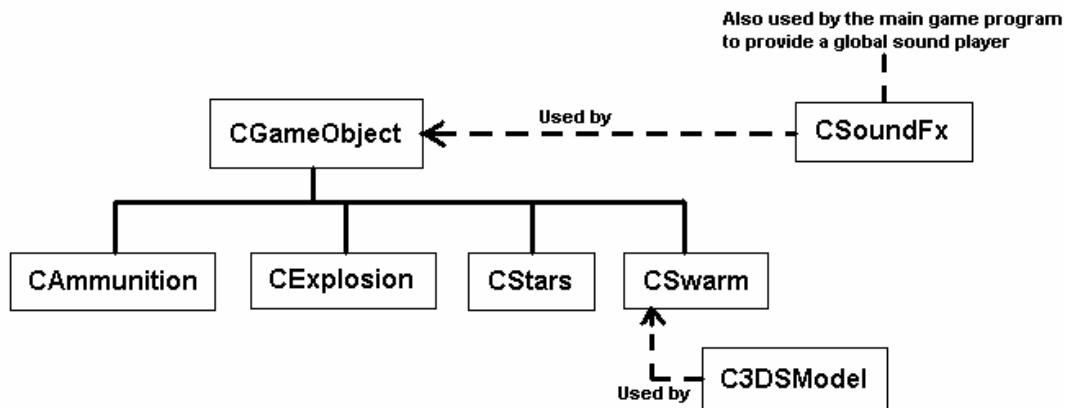 Also used by the main game program
to provide a global sound player
CGameObject
Used by
CSoundFx
CAmmunition
CExplosion
CStars
CSwarm
Used by
C3DSModel